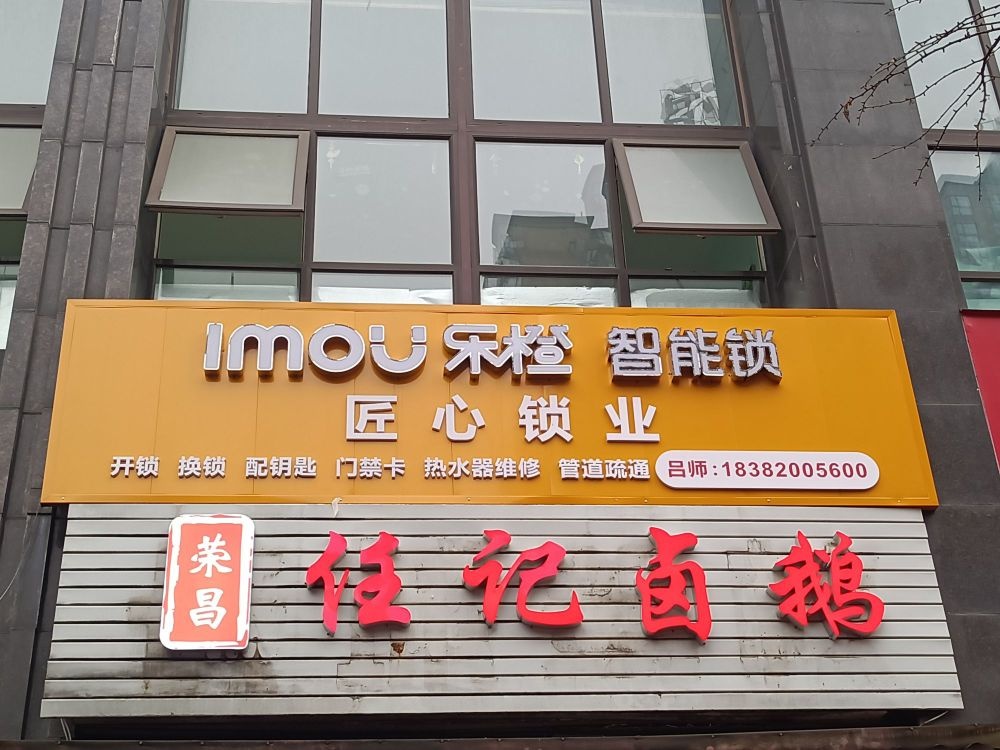 imou 乐橙 智能锁
匠心锁业
开锁 换锁 配钥匙 门禁卡 热水器维修 管道疏通 吕师:18382005600
荣昌
任记卤鹅